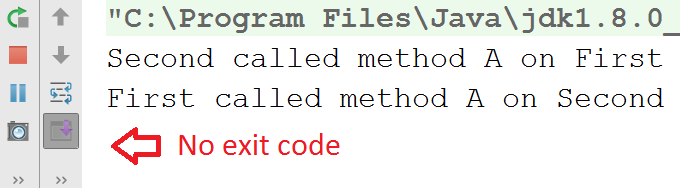 "C:\Program Files\Java\jdk1.8.0_
Second called method A on First
First called method A on Second
No exit code